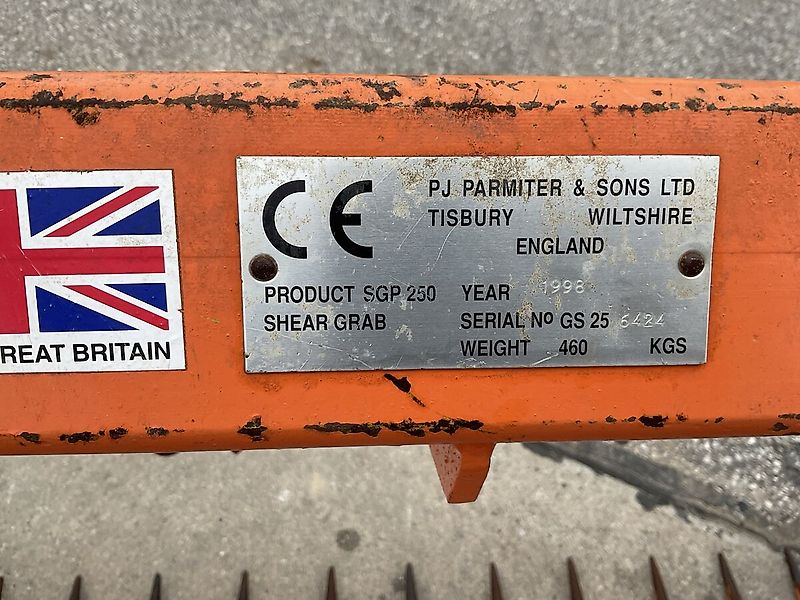 CE PJ PARMITER & SONS LTD
TISBURY WILTSHIRE
ENGLAND
PRODUCT SGP 250 YEAR 1998
SHEAR GRAB SERIAL Nº GS 25 6424
WEIGHT 460 KGS
REAT BRITAIN